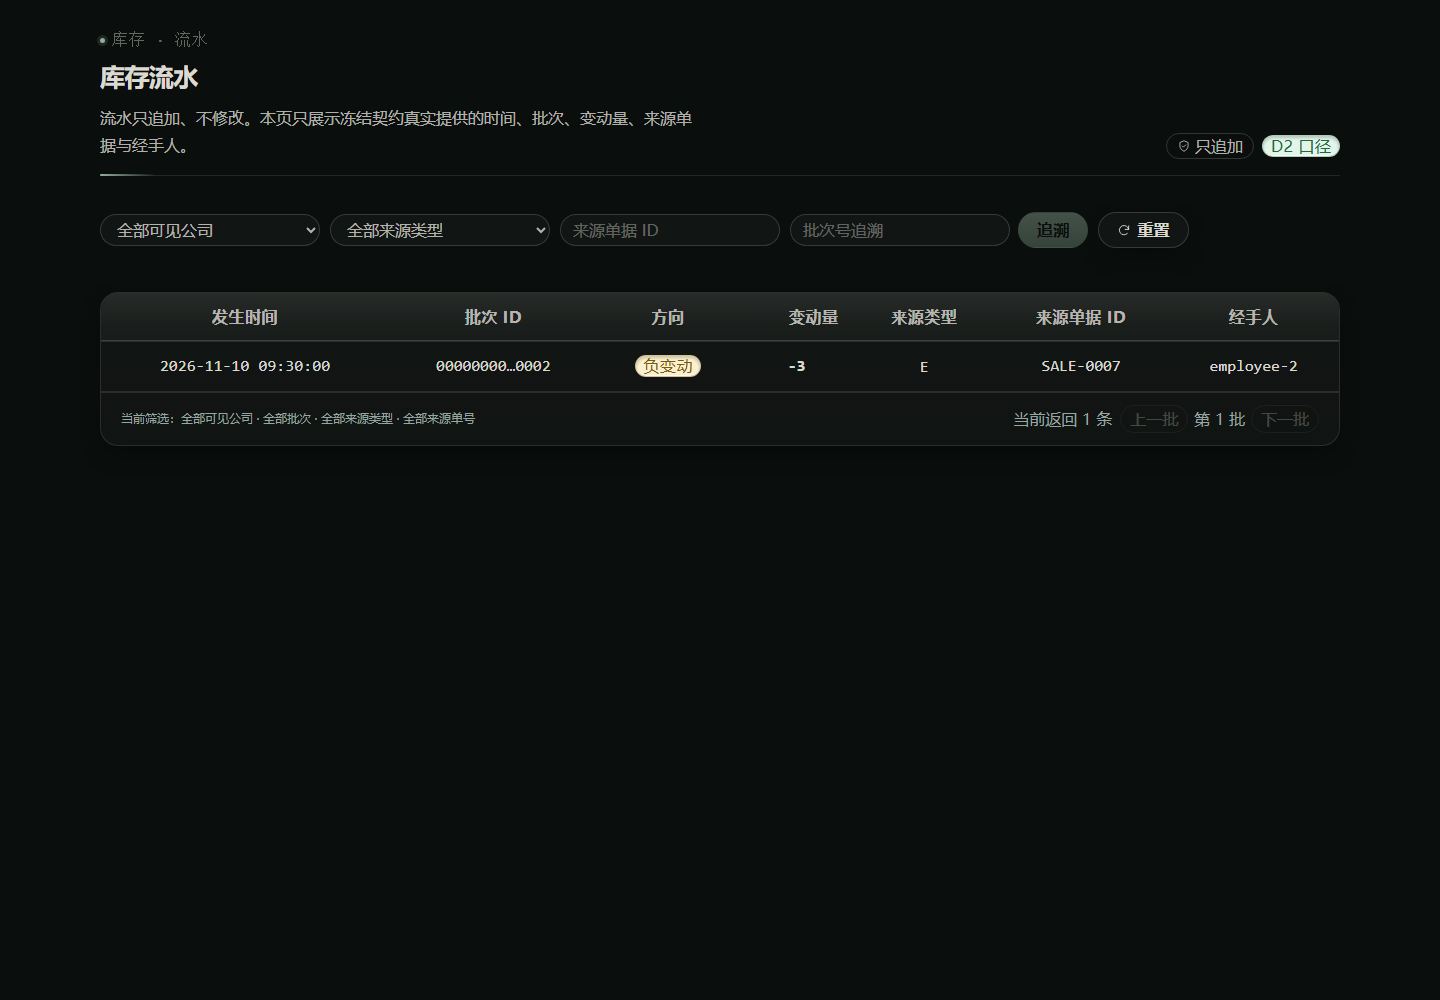 库存 · 流水
库存流水
流水只追加、不修改。本页只展示冻结契约真实提供的时间、批次、变动量、来源单
据与经手人。
只追加 D2 口径
全部可见公司 全部来源类型 来源单据 ID 批次号追溯 追溯 重置
发生时间 批次 ID 方向 变动量 来源类型 来源单据 ID 经手人
2026-11-10 09:30:00 00000000…0002 负变动 -3 E SALE-0007 employee-2
当前筛选：全部可见公司 · 全部批次 · 全部来源类型 · 全部来源单号 当前返回 1 条 上一批 第 1 批 下一批